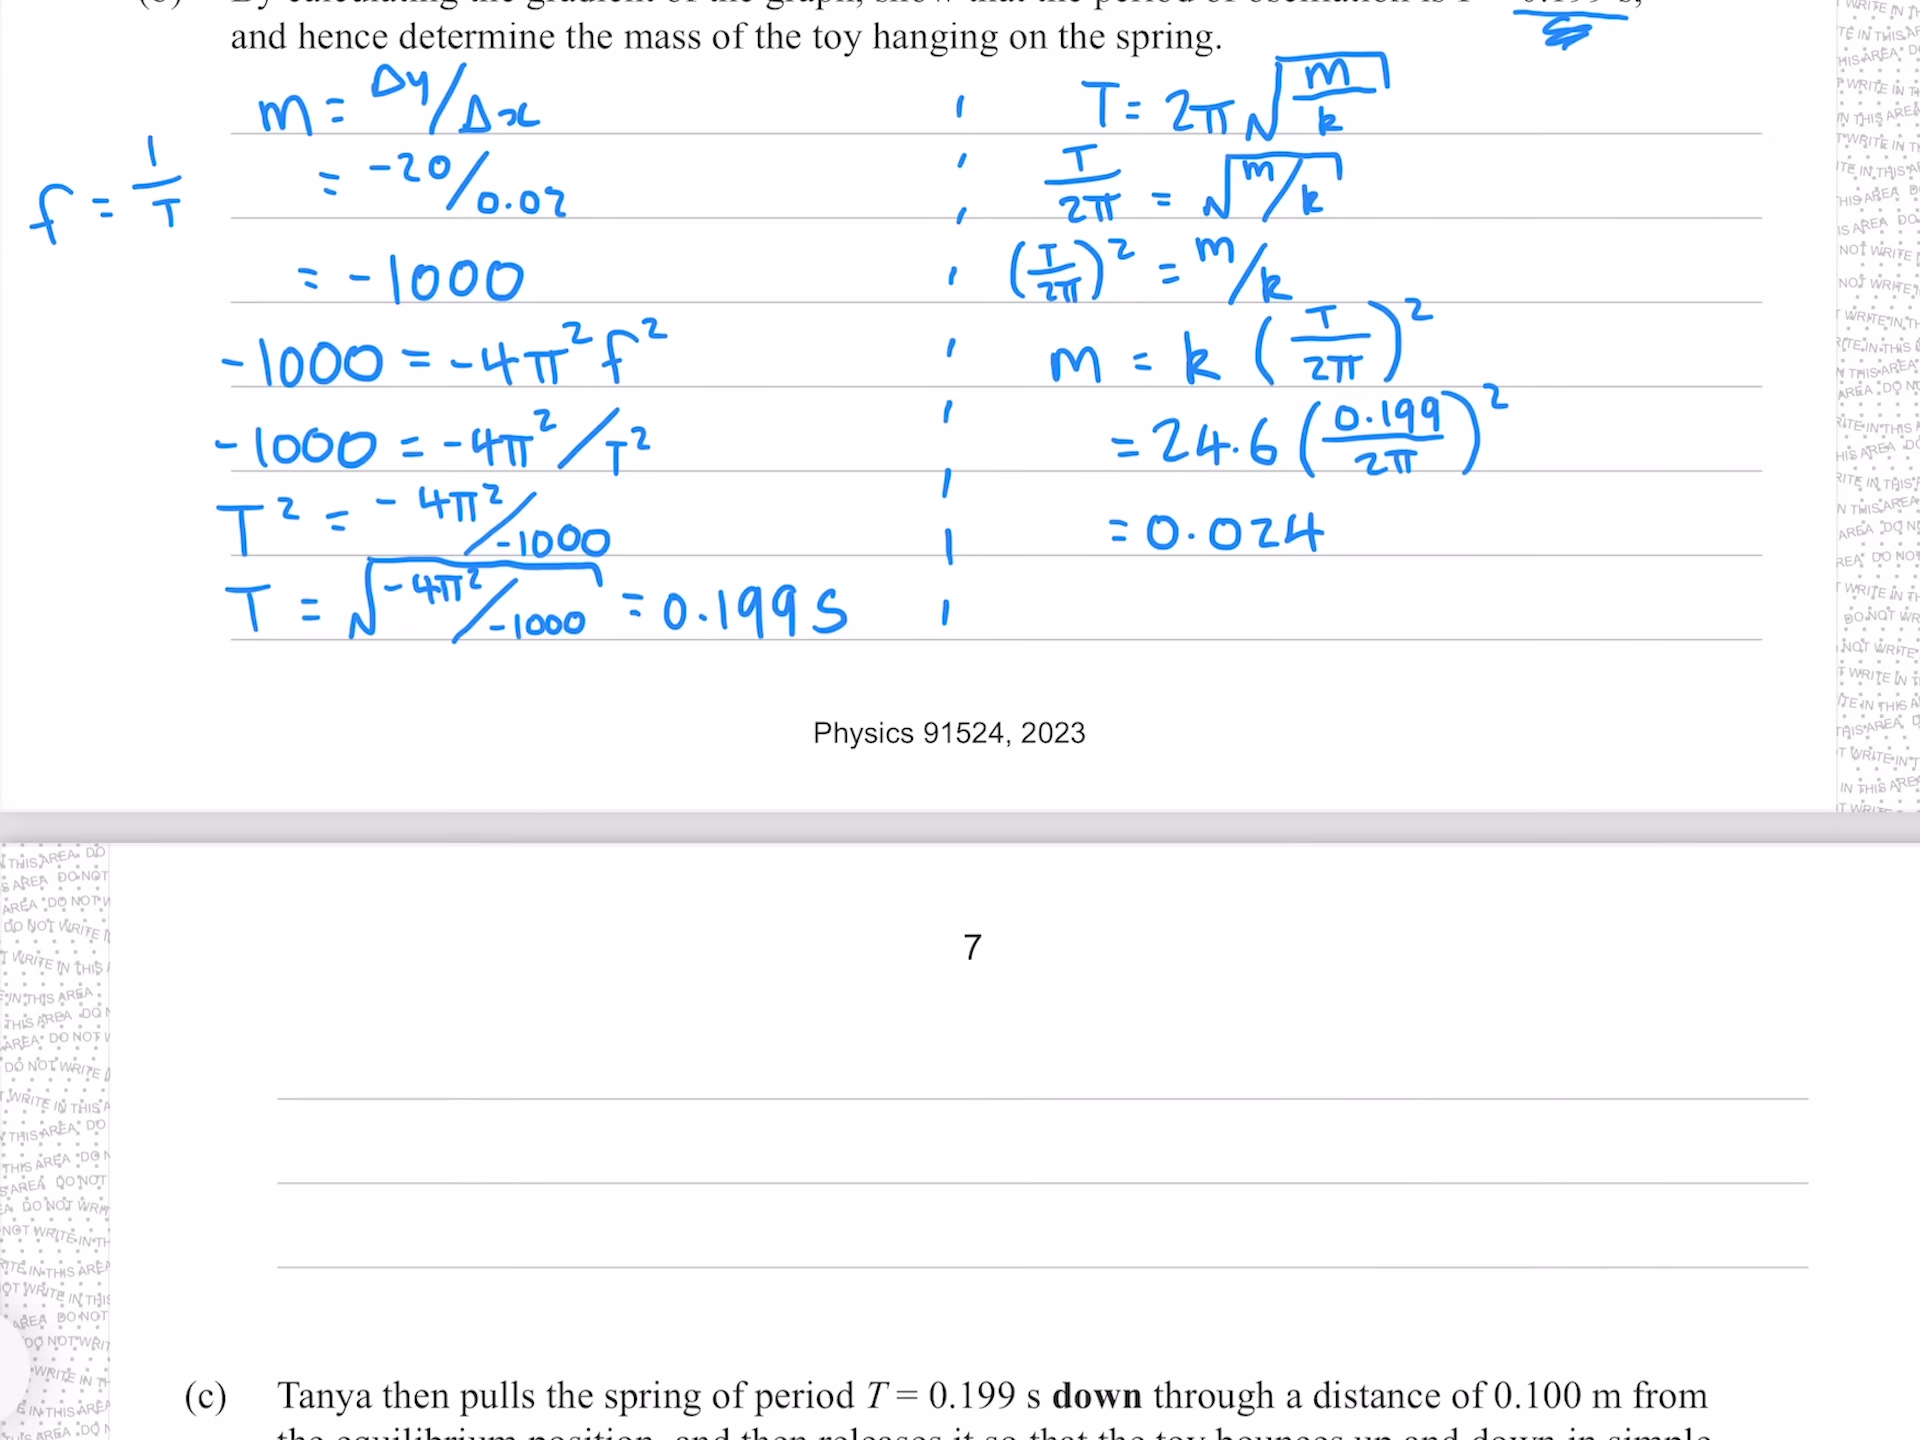 and hence determine the mass of the toy hanging on the spring.
m = Δy/Δx
= -20/0.02
= -1000
-1000 = -4π²f²
-1000 = -4π²/T²
T² = -4π²/-1000
T = √-4π²/-1000 = 0.199 s
f = 1/T
T = 2π√m/k
T/2π = √m/k
(T/2π)² = m/k
m = k (T/2π)²
= 24.6 (0.199/2π)²
= 0.024
Physics 91524, 2023
7
(c) Tanya then pulls the spring of period T = 0.199 s down through a distance of 0.100 m from